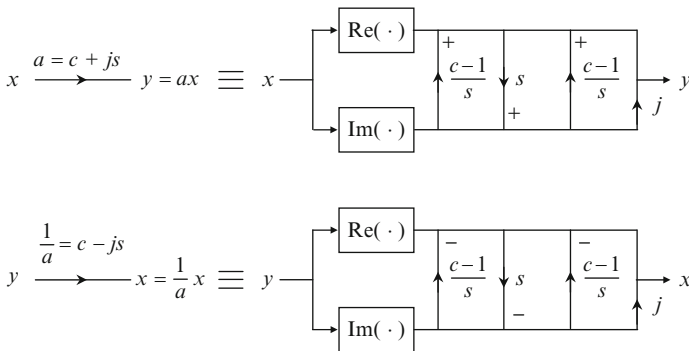 Re( · )
x a = c + js y = ax ≡ x + c − 1 / s s + + c − 1 / s j y
Im( · )
Re( · )
y 1/a = c − js x = 1/a x ≡ y − c − 1 / s s − − c − 1 / s j x
Im( · )